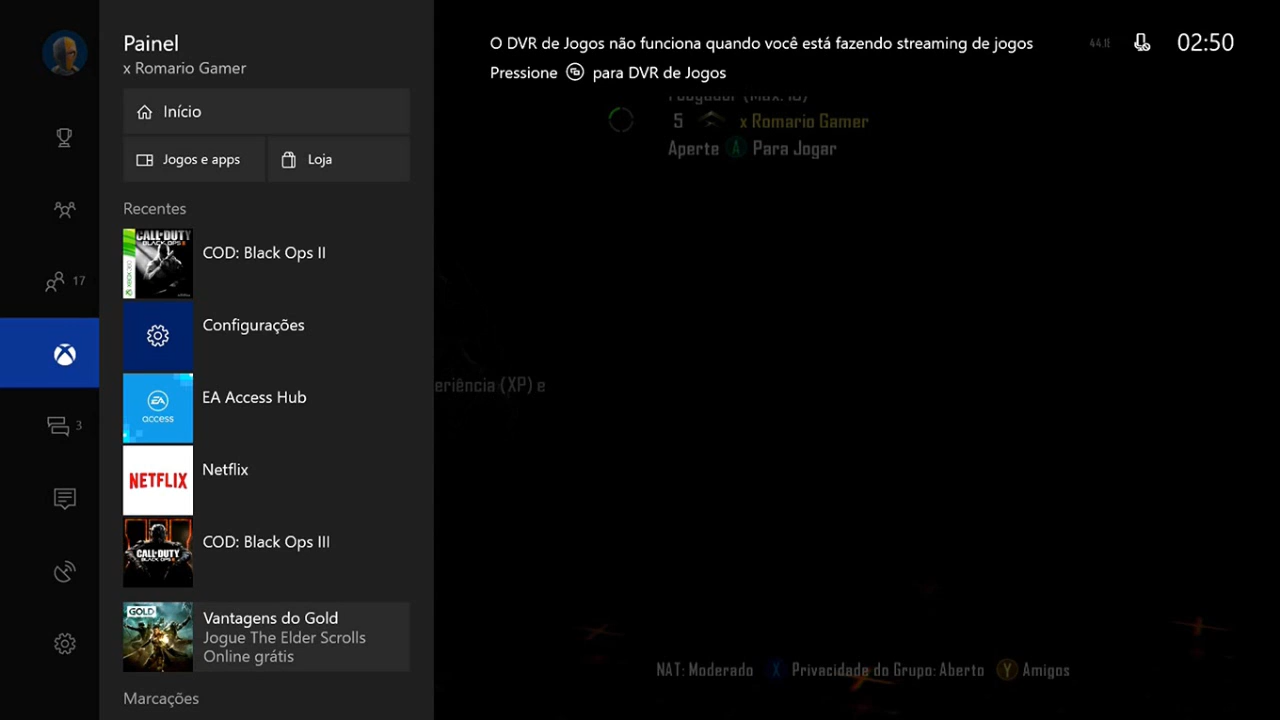 Painel
x Romario Gamer
Início
Jogos e apps
Loja
Recentes
CALL·DUTY
BLACK OPS II
COD: Black Ops II
Configurações
EA
access
EA Access Hub
NETFLIX
Netflix
CALL·DUTY
BLACK OPS III
COD: Black Ops III
GOLD
Vantagens do Gold
Jogue The Elder Scrolls
Online grátis
Marcações
17
3
O DVR de Jogos não funciona quando você está fazendo streaming de jogos
Pressione para DVR de Jogos
02:50
5 x Romario Gamer
Aperte A Para Jogar
eriência (XP) e
NAT: Moderado X Privacidade do Grupo: Aberto Y Amigos